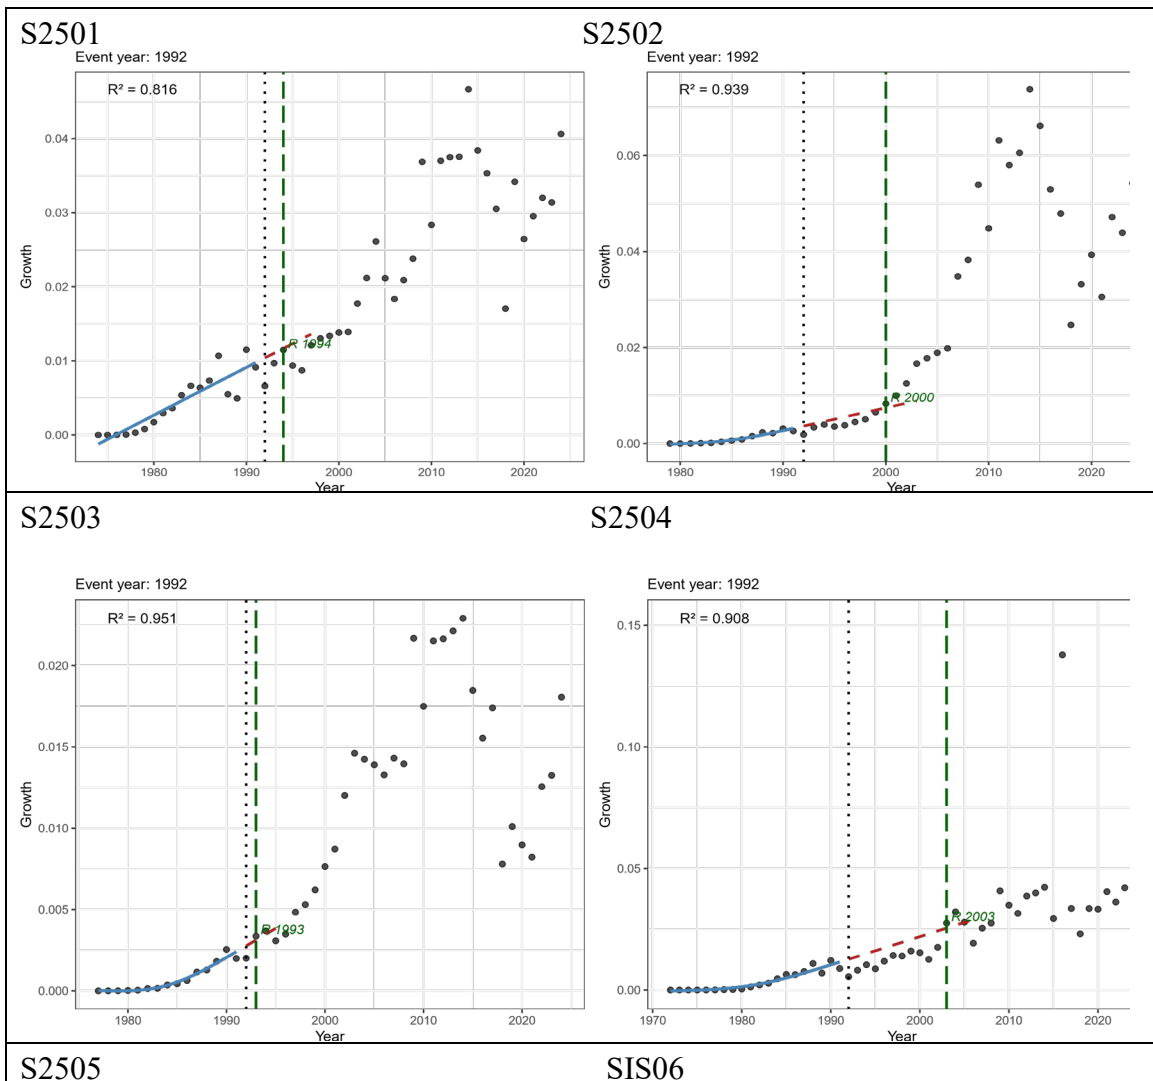 S2501
S2502
Event year: 1992
R² = 0.816
0.04
0.03
0.02
0.01
0.00
Growth
R 1994
1980
1990
2000
2010
2020
Year
Event year: 1992
R² = 0.939
0.06
0.04
0.02
0.00
Growth
R 2000
1980
1990
2000
2010
2020
Year
S2503
S2504
Event year: 1992
R² = 0.951
0.020
0.015
0.010
0.005
0.000
Growth
R 1993
1980
1990
2000
2010
2020
Year
Event year: 1992
R² = 0.908
0.15
0.10
0.05
0.00
Growth
R 2003
1970
1980
1990
2000
2010
2020
Year
S2505
SIS06